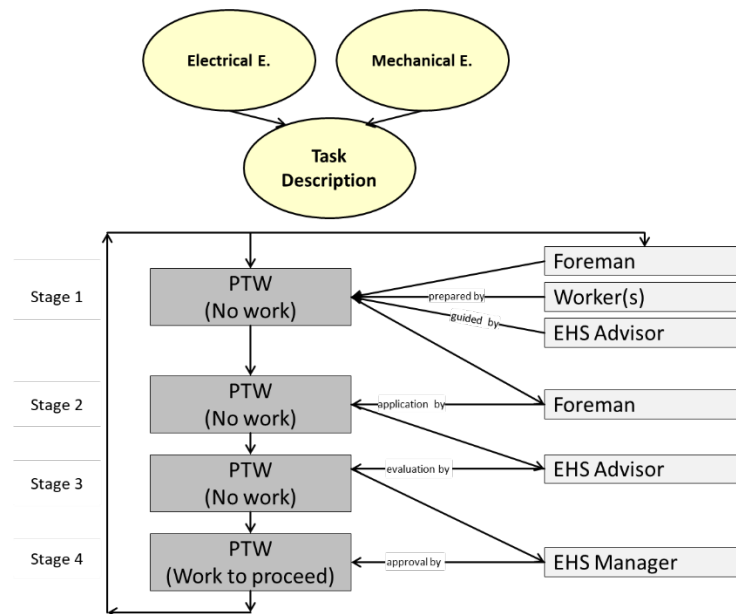 Electrical E.
Mechanical E.
Task
Description
Stage 1
PTW
(No work)
prepared by
guided by
Foreman
Worker(s)
EHS Advisor
Stage 2
PTW
(No work)
application by
Foreman
Stage 3
PTW
(No work)
evaluation by
EHS Advisor
Stage 4
PTW
(Work to proceed)
approval by
EHS Manager